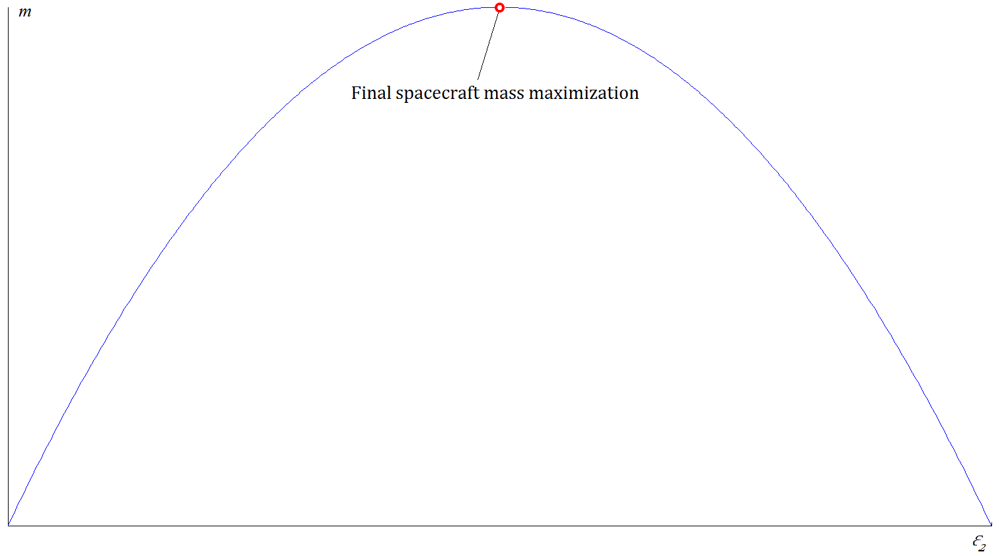 m
Final spacecraft mass maximization
ε₂